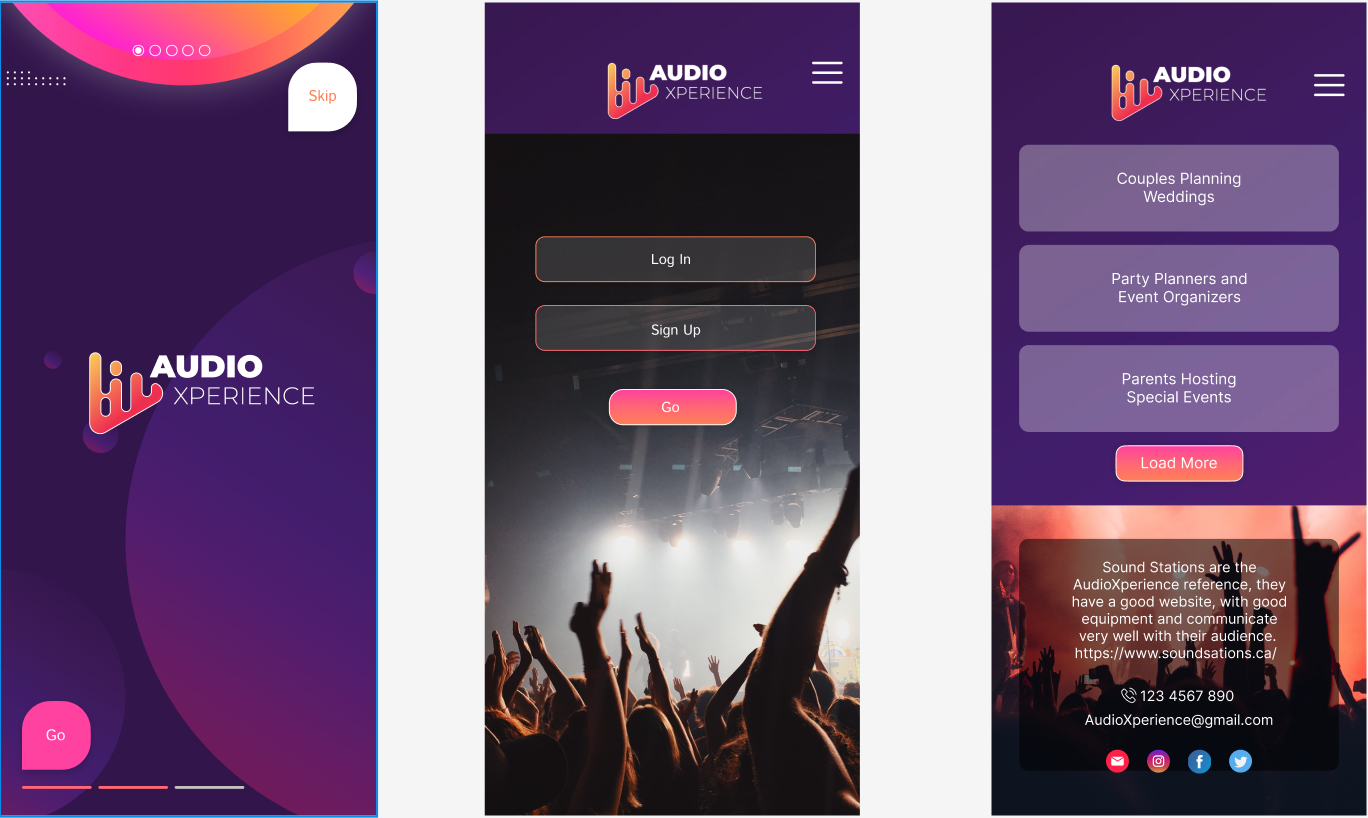 Skip
AUDIO
XPERIENCE
Go
AUDIO
XPERIENCE
Log In
Sign Up
Go
AUDIO
XPERIENCE
Couples Planning
Weddings
Party Planners and
Event Organizers
Parents Hosting
Special Events
Load More
Sound Stations are the
AudioXperience reference, they
have a good website, with good
equipment and communicate
very well with their audience.
https://www.soundsations.ca/
123 4567 890
AudioXperience@gmail.com